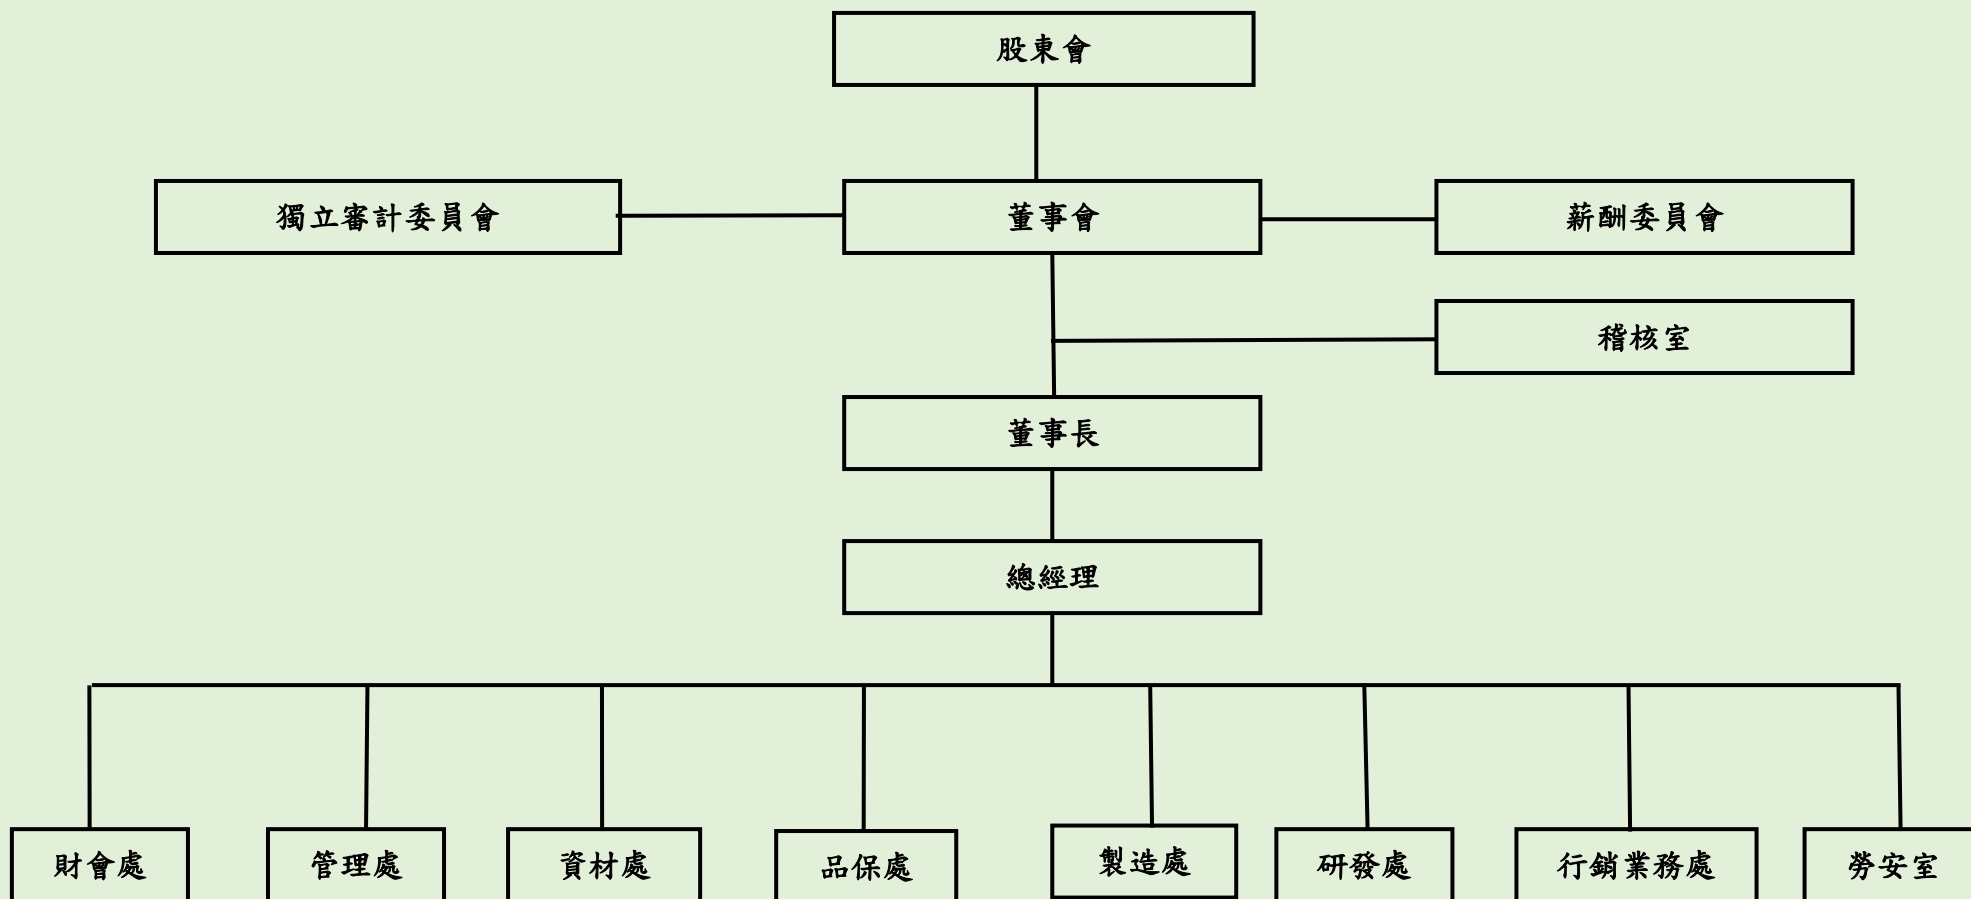 股東會
獨立審計委員會
董事會
薪酬委員會
稽核室
董事長
總經理
財會處
管理處
資材處
品保處
製造處
研發處
行銷業務處
勞安室